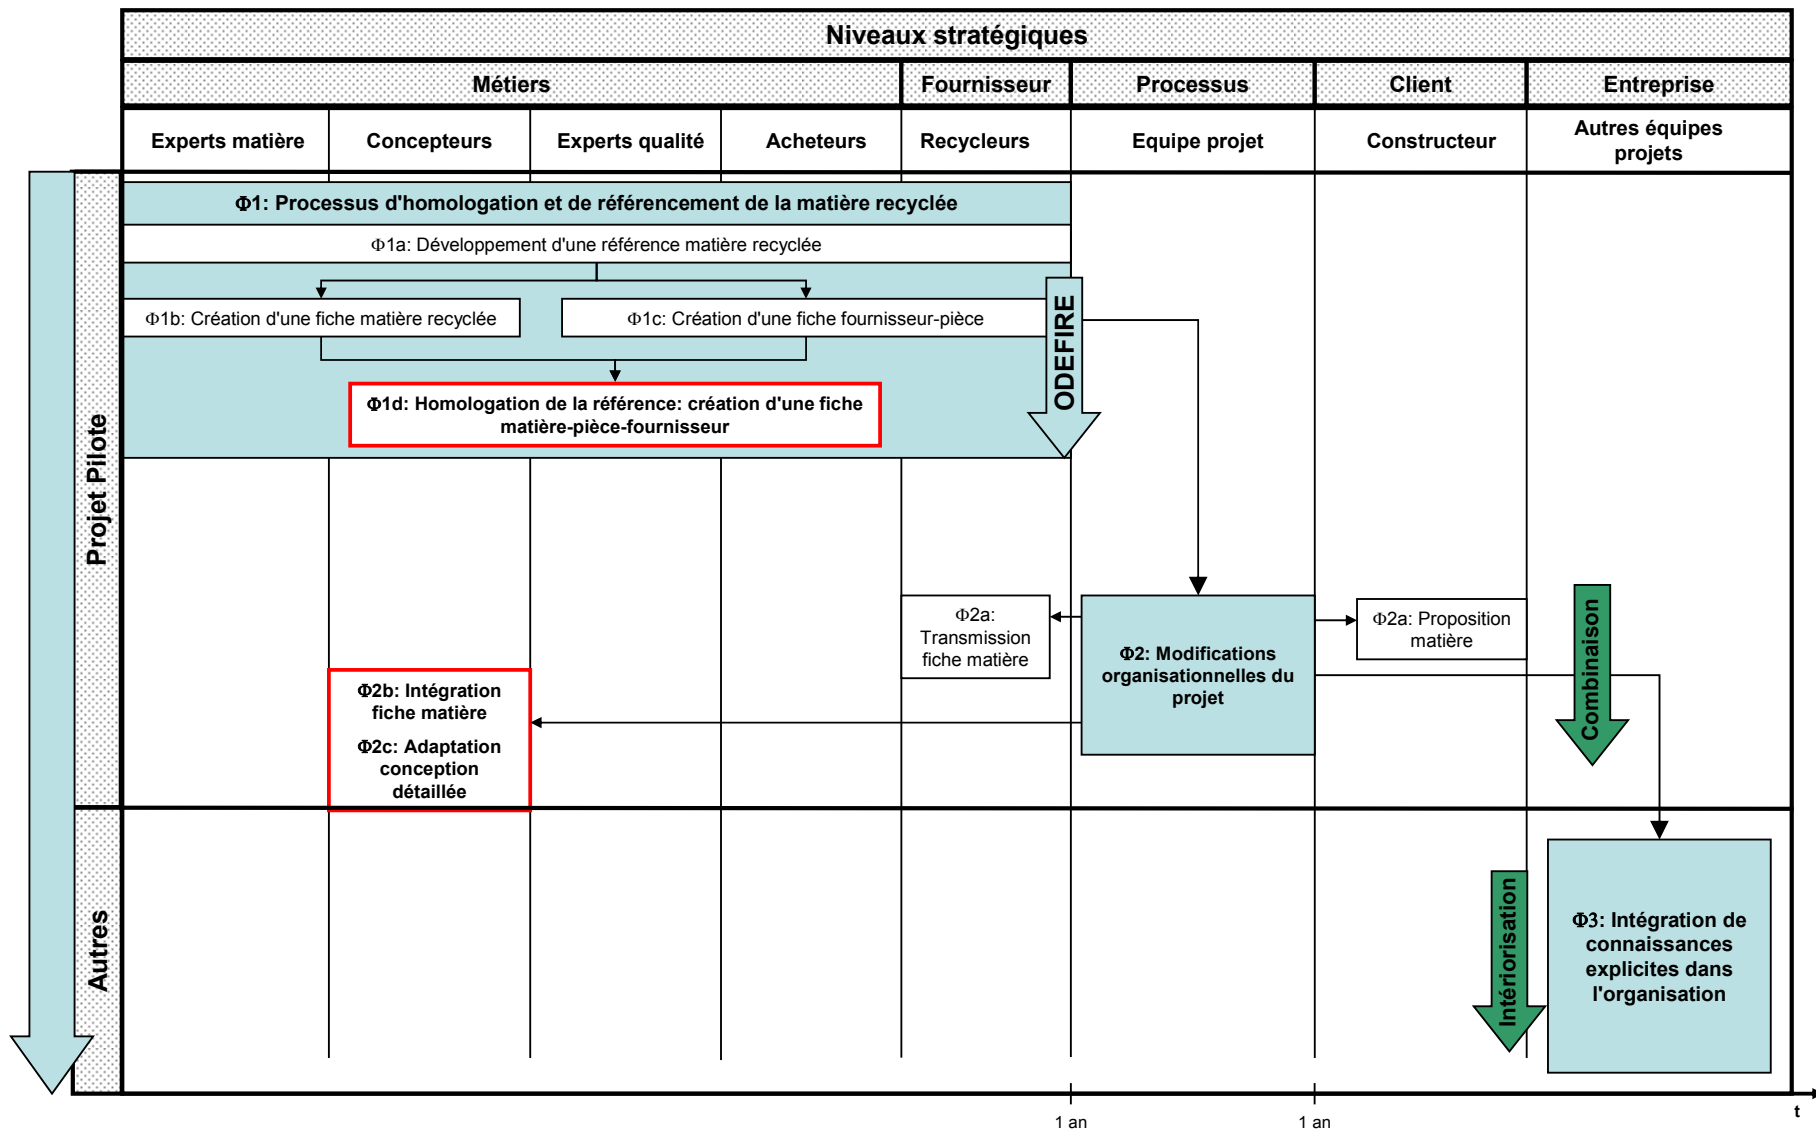 Niveaux stratégiques
Métiers
Fournisseur
Processus
Client
Entreprise
Experts matière
Concepteurs
Experts qualité
Acheteurs
Recycleurs
Equipe projet
Constructeur
Autres équipes
projets
Projet Pilote
Φ1: Processus d'homologation et de référencement de la matière recyclée
Φ1a: Développement d'une référence matière recyclée
Φ1b: Création d'une fiche matière recyclée
Φ1c: Création d'une fiche fournisseur-pièce
ODEFIRE
Φ1d: Homologation de la référence: création d'une fiche
matière-pièce-fournisseur
Φ2a:
Transmission
fiche matière
Φ2: Modifications
organisationnelles du
projet
Φ2a: Proposition
matière
Combinaison
Φ2b: Intégration
fiche matière
Φ2c: Adaptation
conception
détaillée
Autres
Intériorisation
Φ3: Intégration de
connaissances
explicites dans
l'organisation
1 an
1 an
t